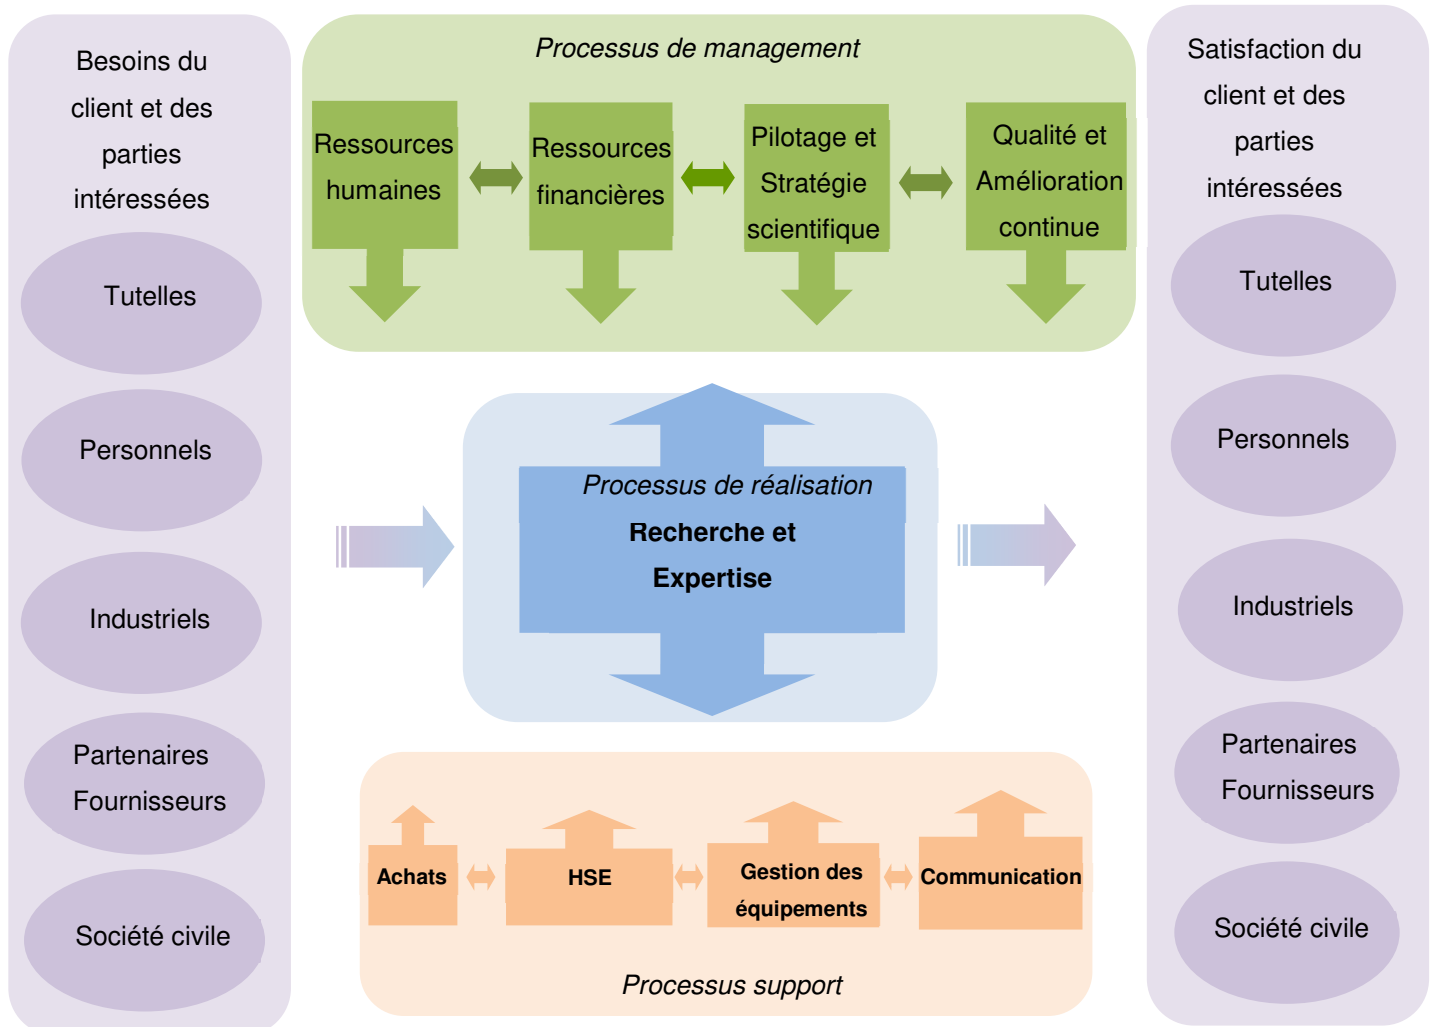 Besoins du
client et des
parties
intéressées
Tutelles
Personnels
Industriels
Partenaires
Fournisseurs
Société civile
Processus de management
Ressources
humaines
Ressources
financières
Pilotage et
Stratégie
scientifique
Qualité et
Amélioration
continue
Processus de réalisation
Recherche et
Expertise
Achats
HSE
Gestion des
équipements
Communication
Processus support
Satisfaction du
client et des
parties
intéressées
Tutelles
Personnels
Industriels
Partenaires
Fournisseurs
Société civile